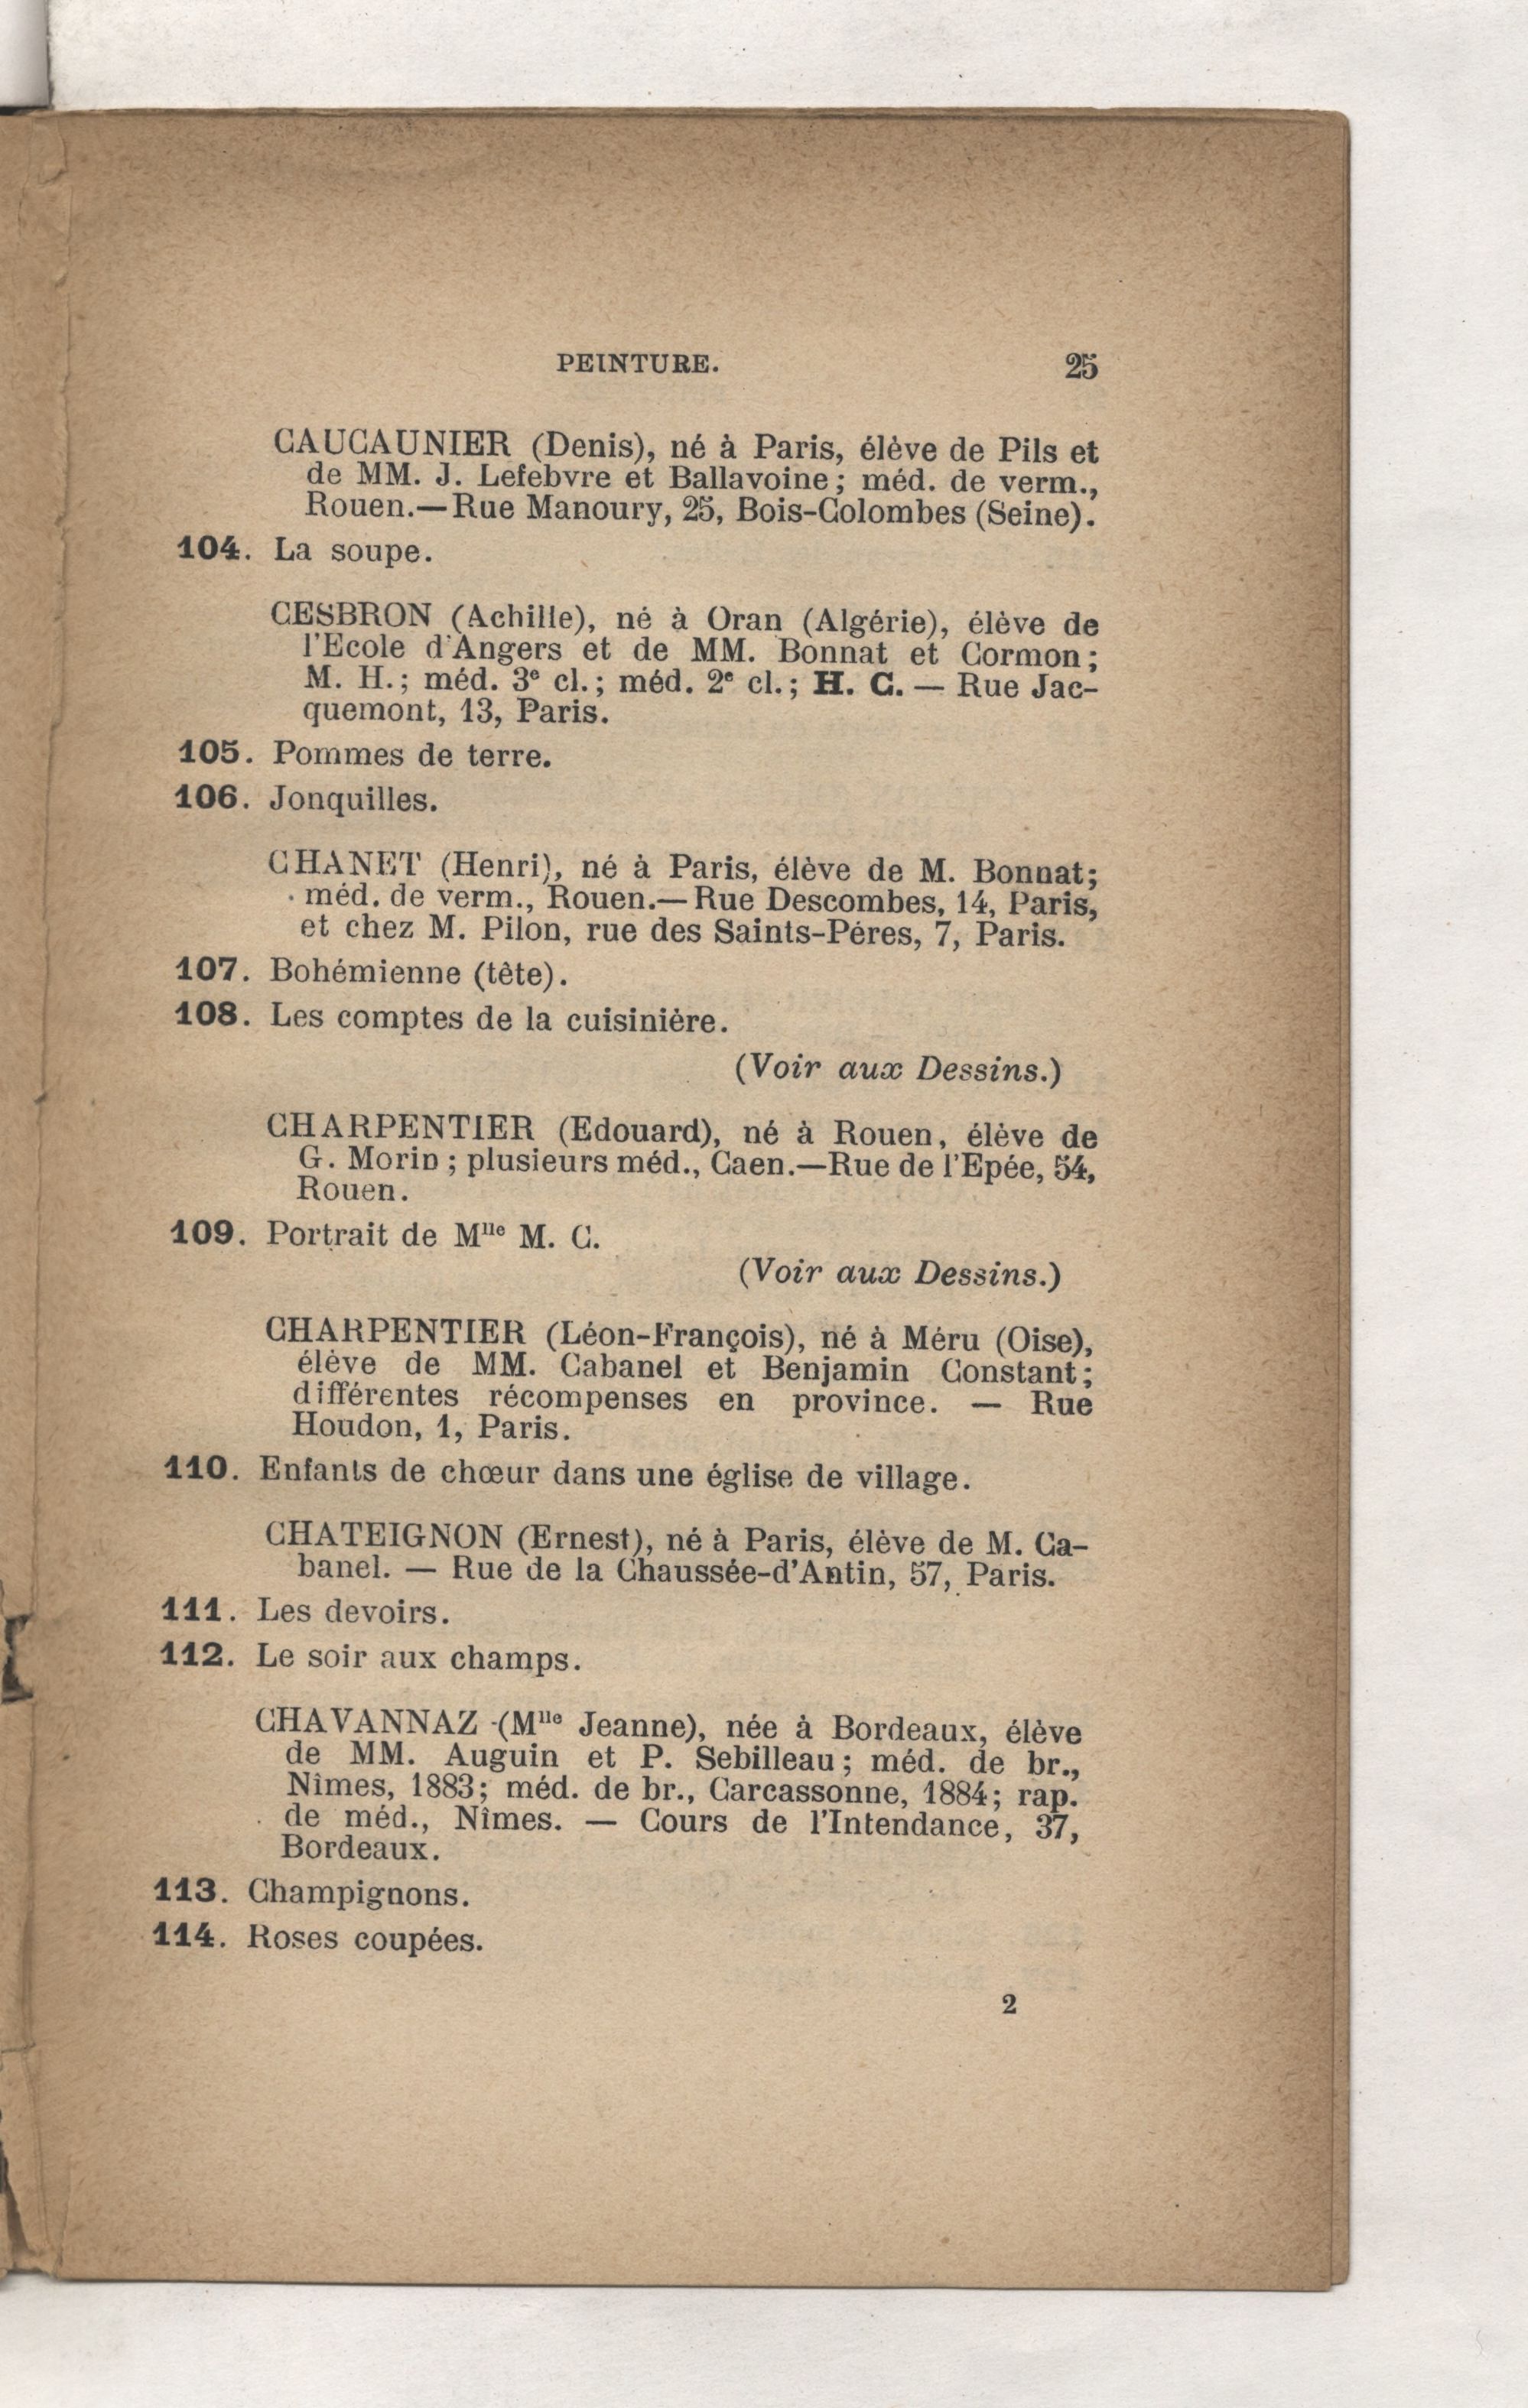 PEINTURE. 25
CAUCAUNIER (Denis), né à Paris, élève de Pils et
de MM. J. Lefebvre et Ballavoine; méd. de verm.,
Rouen.—Rue Manoury, 25, Bois-Colombes (Seine).
104. La soupe.
CESBRON (Achille), né à Oran (Algérie), élève de
l'Ecole d'Angers et de MM. Bonnat et Cormon;
M. H.; méd. 3e cl.; méd. 2e cl.; H. C. — Rue Jac-
quemont, 13, Paris.
105. Pommes de terre.
106. Jonquilles.
CHANET (Henri), né à Paris, élève de M. Bonnat;
méd. de verm., Rouen.—Rue Descombes, 14, Paris,
et chez M. Pilon, rue des Saints-Péres, 7, Paris.
107. Bohémienne (tête).
108. Les comptes de la cuisinière.
(Voir aux Dessins.)
CHARPENTIER (Edouard), né à Rouen, élève de
G. Morin; plusieurs méd., Caen.—Rue de l'Epée, 54,
Rouen.
109. Portrait de Mlle M. C.
(Voir aux Dessins.)
CHARPENTIER (Léon-François), né à Méru (Oise),
élève de MM. Cabanel et Benjamin Constant;
différentes récompenses en province. — Rue
Houdon, 1, Paris.
110. Enfants de chœur dans une église de village.
CHATEIGNON (Ernest), né à Paris, élève de M. Ca-
banel. — Rue de la Chaussée-d'Antin, 57, Paris.
111. Les devoirs.
112. Le soir aux champs.
CHAVANNAZ (Mlle Jeanne), née à Bordeaux, élève
de MM. Auguin et P. Sebilleau; méd. de br.,
Nîmes, 1883; méd. de br., Carcassonne, 1884; rap.
de méd., Nîmes. — Cours de l'Intendance, 37,
Bordeaux.
113. Champignons.
114. Roses coupées.
2